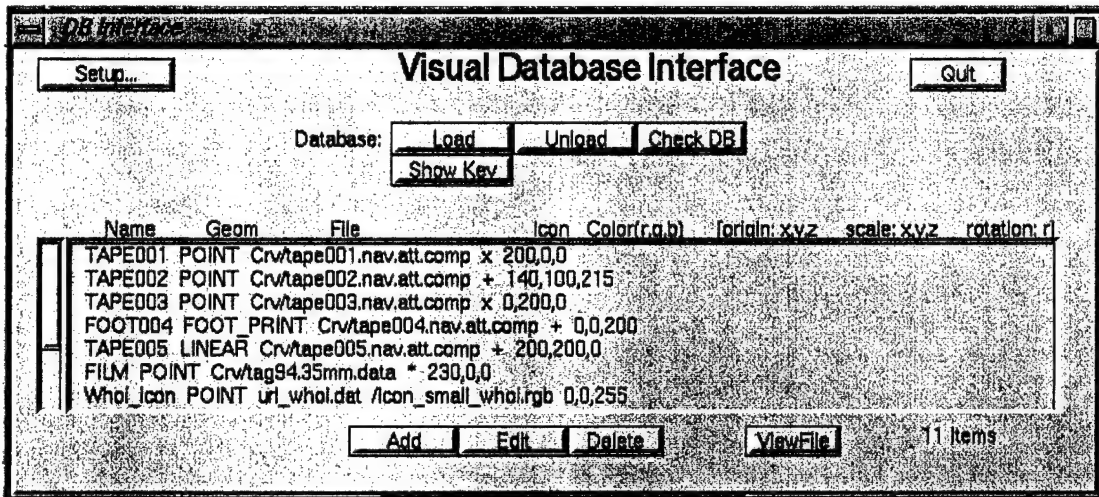 DB Interface
Setup... Visual Database Interface Quit
Database: Load Unload Check DB
Show Key
Name Geom File Icon Color(r,g,b) [origin: x,y,z scale: x,y,z rotation: r]
TAPE001 POINT Crv/tape001.nav.att.comp x 200,0,0
TAPE002 POINT Crv/tape002.nav.att.comp + 140,100,215
TAPE003 POINT Crv/tape003.nav.att.comp x 0,200,0
FOOT004 FOOT_PRINT Crv/tape004.nav.att.comp + 0,0,200
TAPE005 LINEAR Crv/tape005.nav.att.comp + 200,200,0
FILM POINT Crv/tag94.35mm.data * 230,0,0
Whoi_icon POINT url_whoi.dat /icon_small_whoi.rgb 0,0,255
Add Edit Delete ViewFile 11 Items